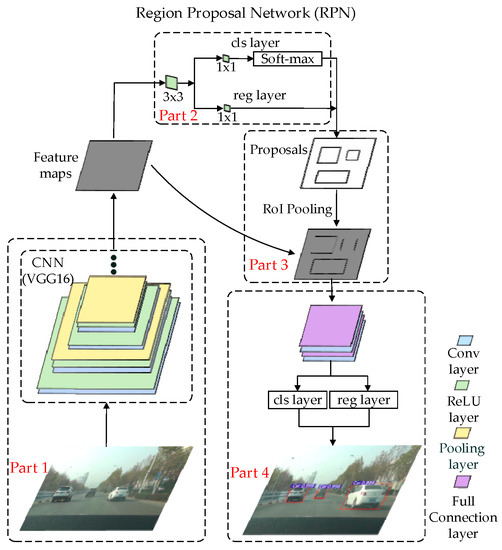 Region Proposal Network (RPN)
cls layer
1x1
Soft-max
3x3
reg layer
1x1
Part 2
Feature
maps
Proposals
RoI Pooling
Part 3
CNN
(VGG16)
Part 1
cls layer
reg layer
Part 4
Conv
layer
ReLU
layer
Pooling
layer
Full
Connection
layer